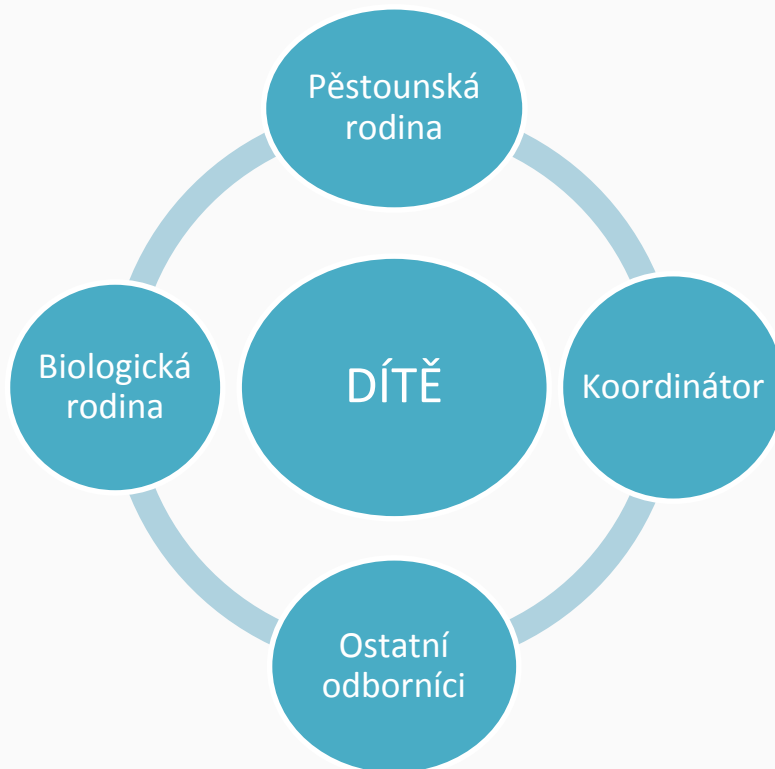 Pěstounská
rodina
Biologická
rodina
DÍTĚ
Koordinátor
Ostatní
odborníci